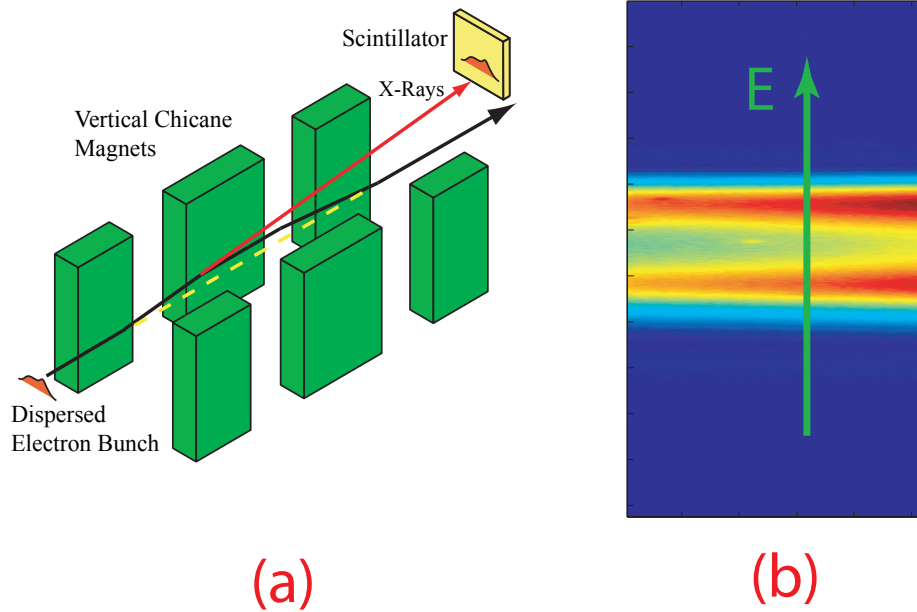 Scintillator
X-Rays
Vertical Chicane
Magnets
Dispersed
Electron Bunch
(a)
E
(b)